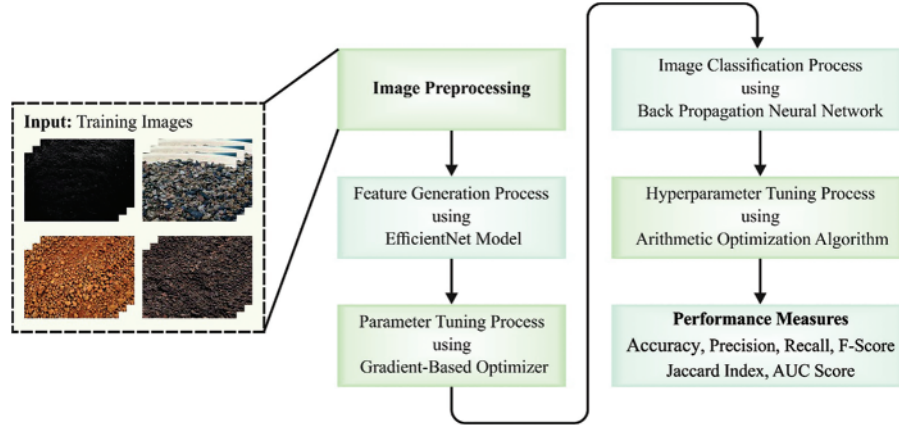 Input: Training Images
Image Preprocessing
Feature Generation Process
using
EfficientNet Model
Parameter Tuning Process
using
Gradient-Based Optimizer
Image Classification Process
using
Back Propagation Neural Network
Hyperparameter Tuning Process
using
Arithmetic Optimization Algorithm
Performance Measures
Accuracy, Precision, Recall, F-Score
Jaccard Index, AUC Score